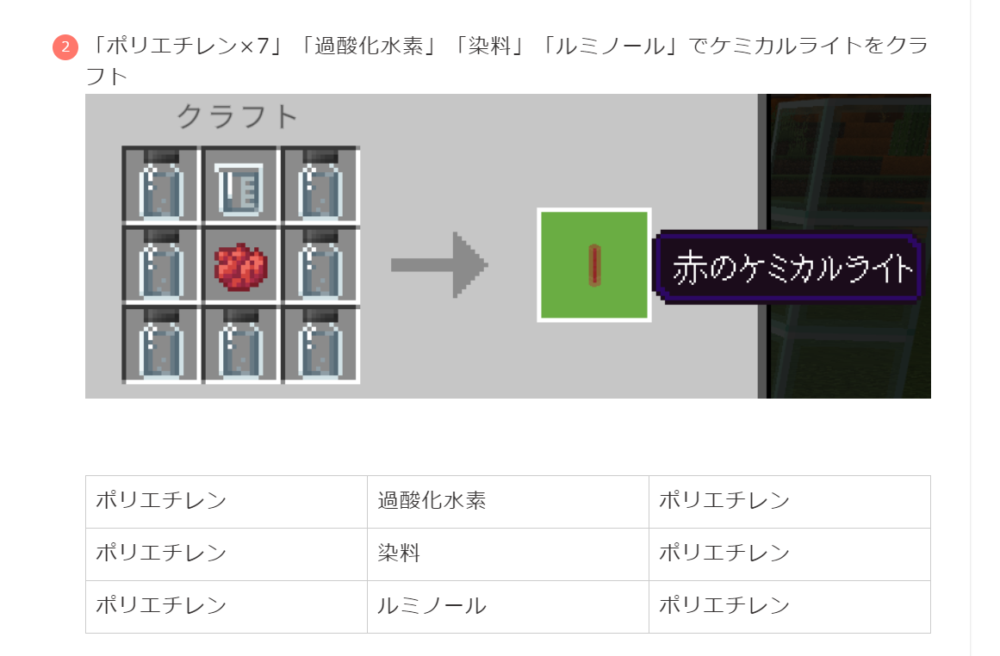 2
「ポリエチレン×7」「過酸化水素」「染料」「ルミノール」でケミカルライトをクラ
フト
クラフト
赤のケミカルライト
ポリエチレン 過酸化水素 ポリエチレン
ポリエチレン 染料 ポリエチレン
ポリエチレン ルミノール ポリエチレン